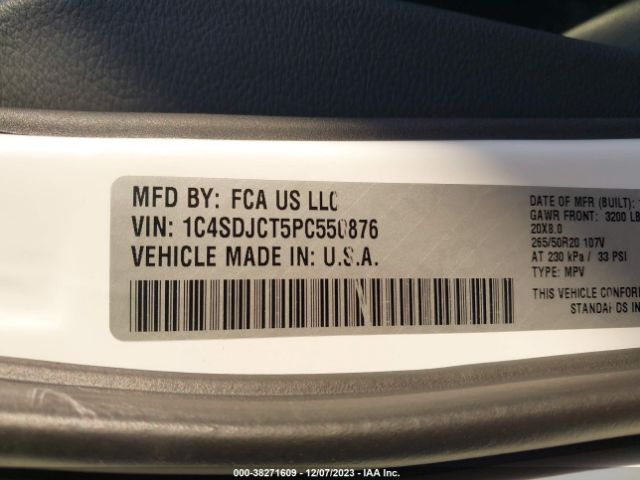 MFD BY: FCA US LLC
VIN: 1C4SDJCT5PC550876
VEHICLE MADE IN: U.S.A.
DATE OF MFR (BUILT):
GAWR FRONT: 3200 LB
20X8.0
265/50R20 107V
AT 230 kPa / 33 PSI
TYPE: MPV
THIS VEHICLE CONFOR
STANDARDS IN
000-38271609 - 12/07/2023 - IAA Inc.